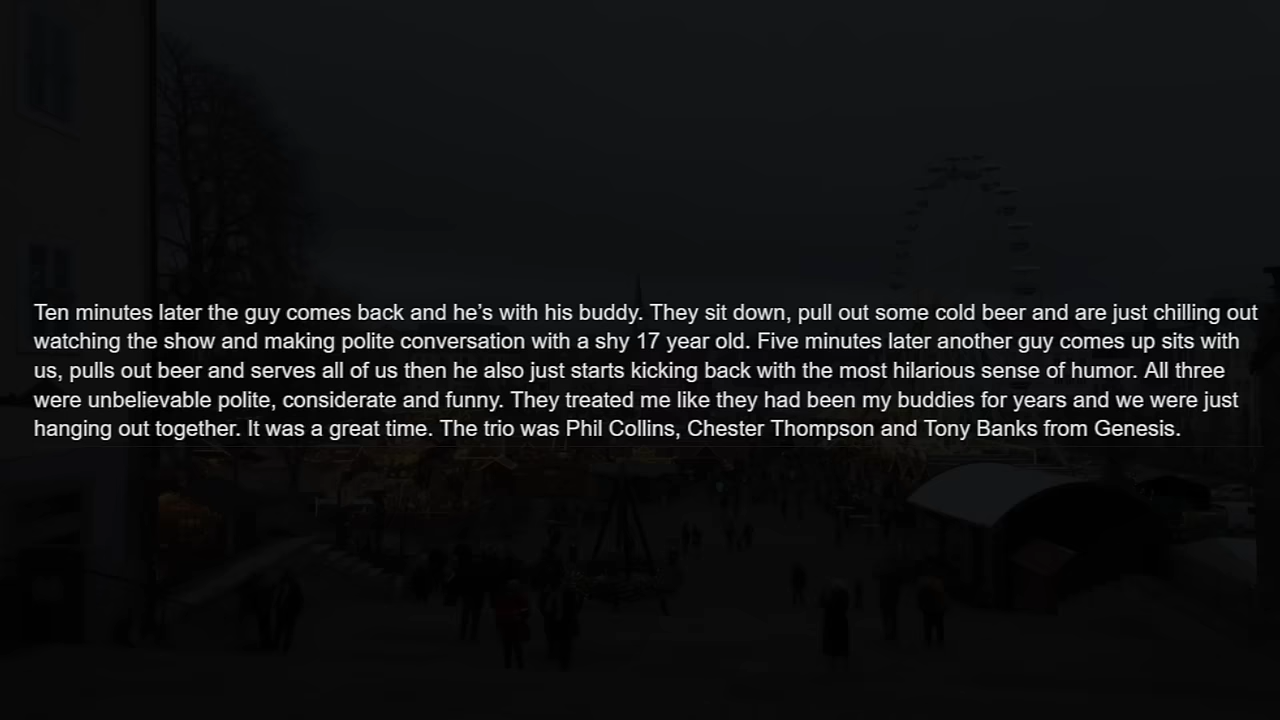 Ten minutes later the guy comes back and he’s with his buddy. They sit down, pull out some cold beer and are just chilling out
watching the show and making polite conversation with a shy 17 year old. Five minutes later another guy comes up sits with
us, pulls out beer and serves all of us then he also just starts kicking back with the most hilarious sense of humor. All three
were unbelievable polite, considerate and funny. They treated me like they had been my buddies for years and we were just
hanging out together. It was a great time. The trio was Phil Collins, Chester Thompson and Tony Banks from Genesis.